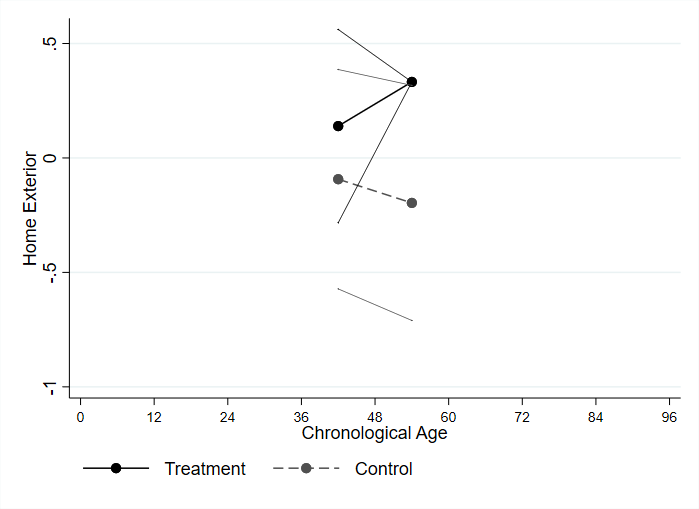 .5
0
-.5
-1
Home Exterior
0 12 24 36 48 60 72 84 96
Chronological Age
Treatment Control